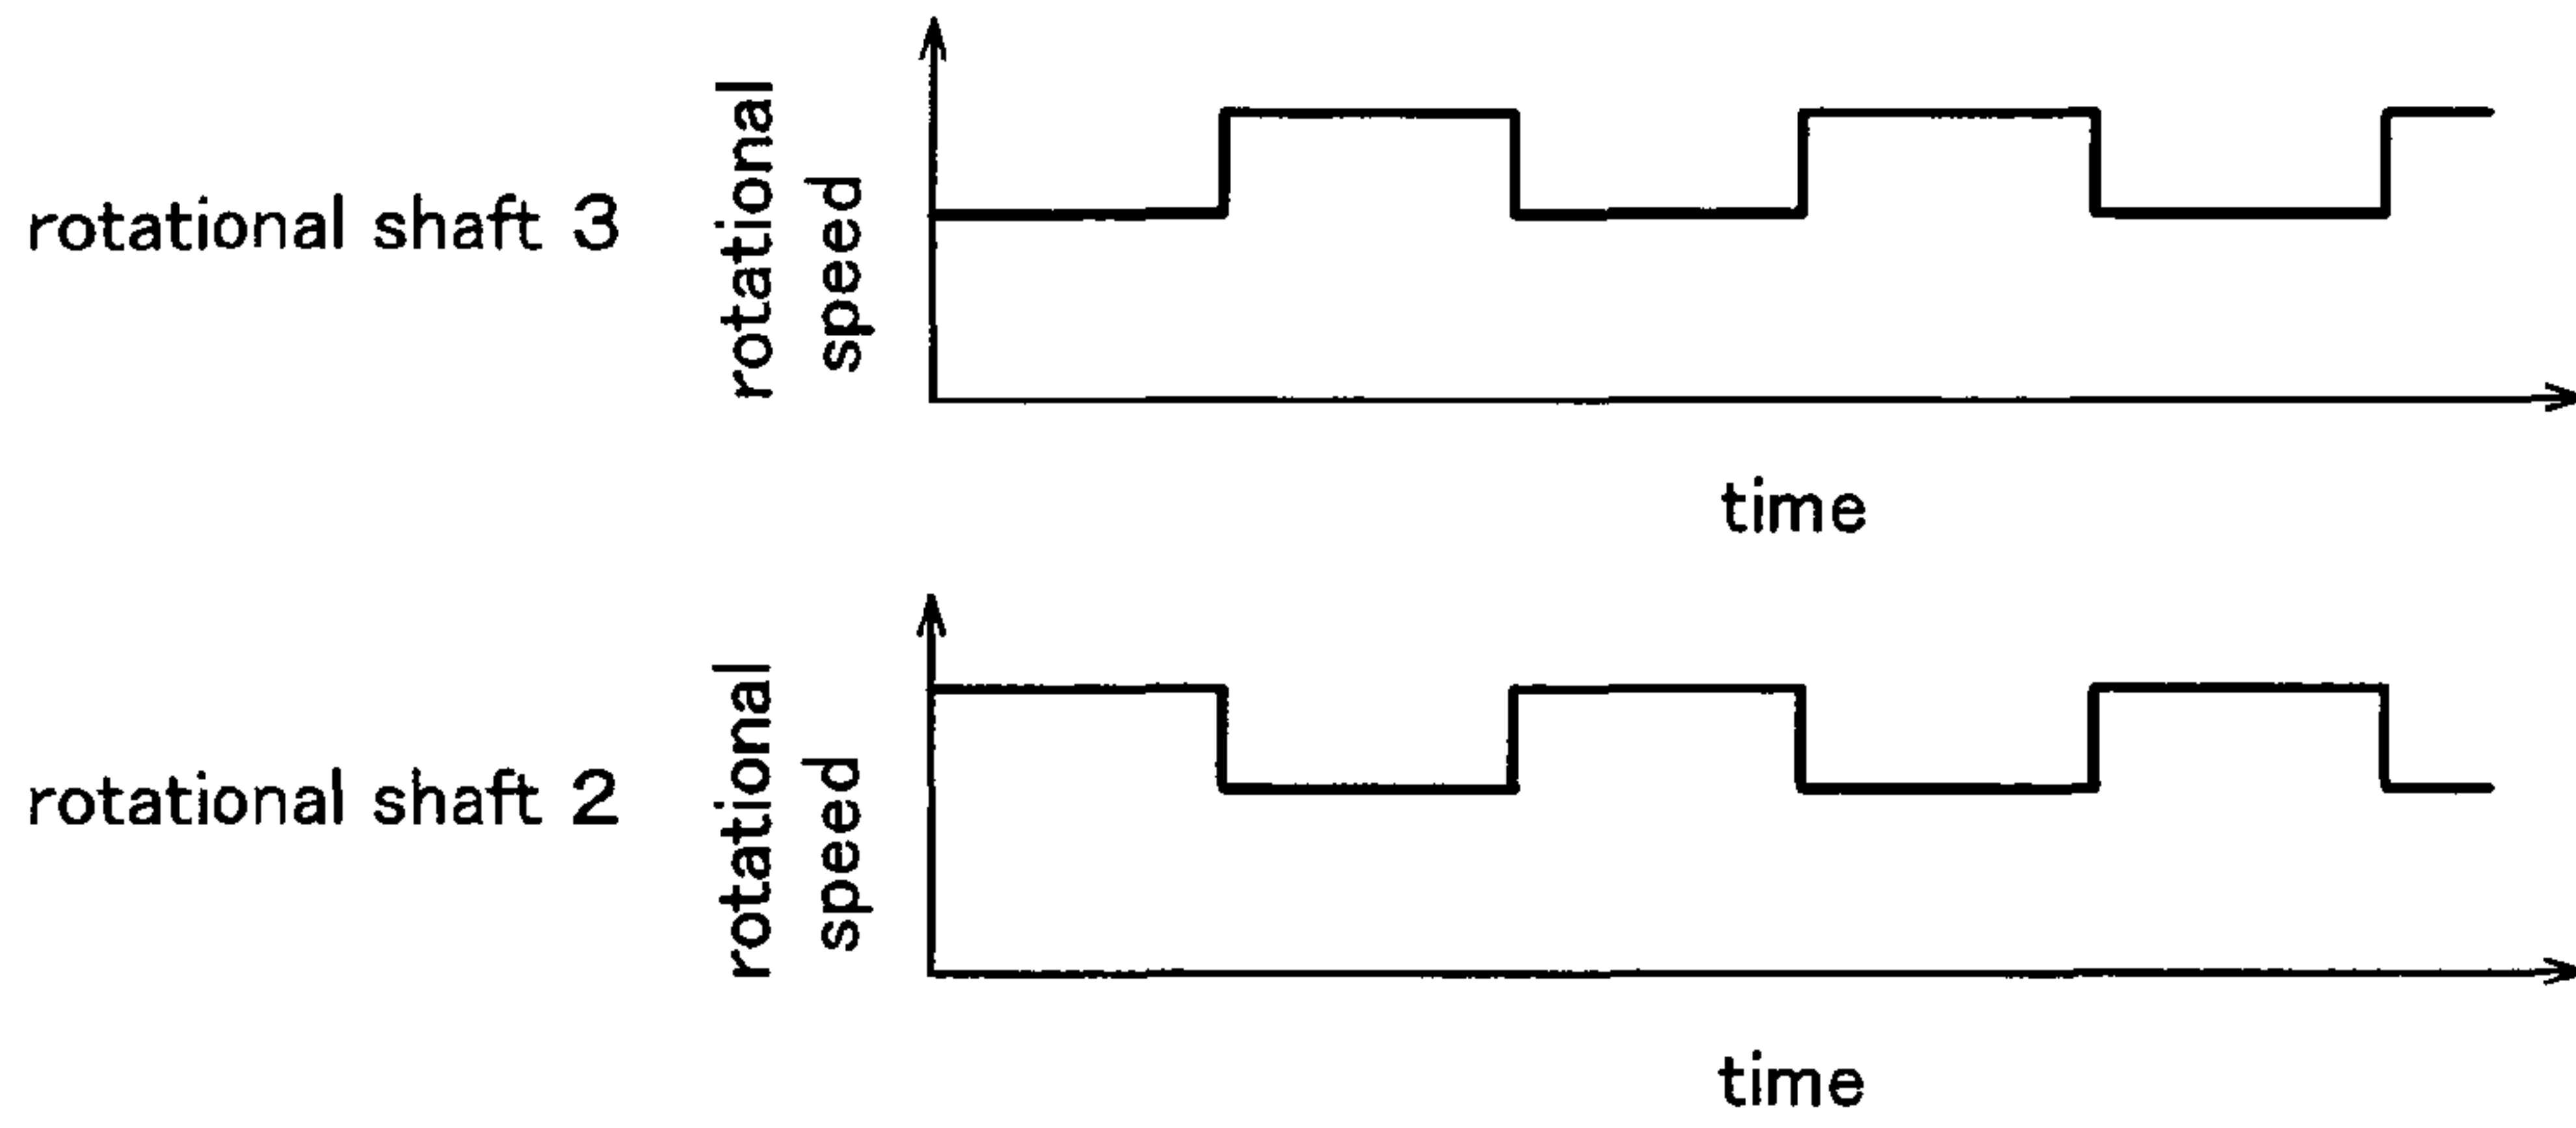 rotational shaft 3
rotational
speed
time
rotational shaft 2
rotational
speed
time